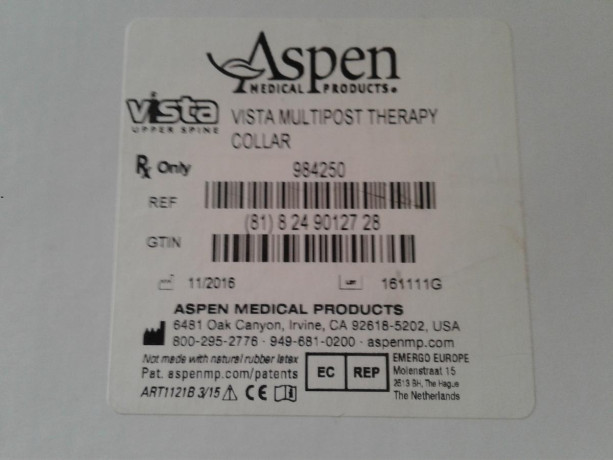 Aspen
MEDICAL PRODUCTS®
vista
UPPER SPINE
VISTA MULTIPOST THERAPY
COLLAR
Rx Only
984250
REF
(81) 8 24 90127 28
GTIN
11/2016
LOT
161111G
ASPEN MEDICAL PRODUCTS
6481 Oak Canyon, Irvine, CA 92618-5202, USA
800-295-2776 · 949-681-0200 · aspenmp.com
Not made with natural rubber latex
Pat. aspenmp.com/patents
ART1121B 3/15
CE
EC REP
EMERGO EUROPE
Molenstraat 15
2513 BH, The Hague
The Netherlands